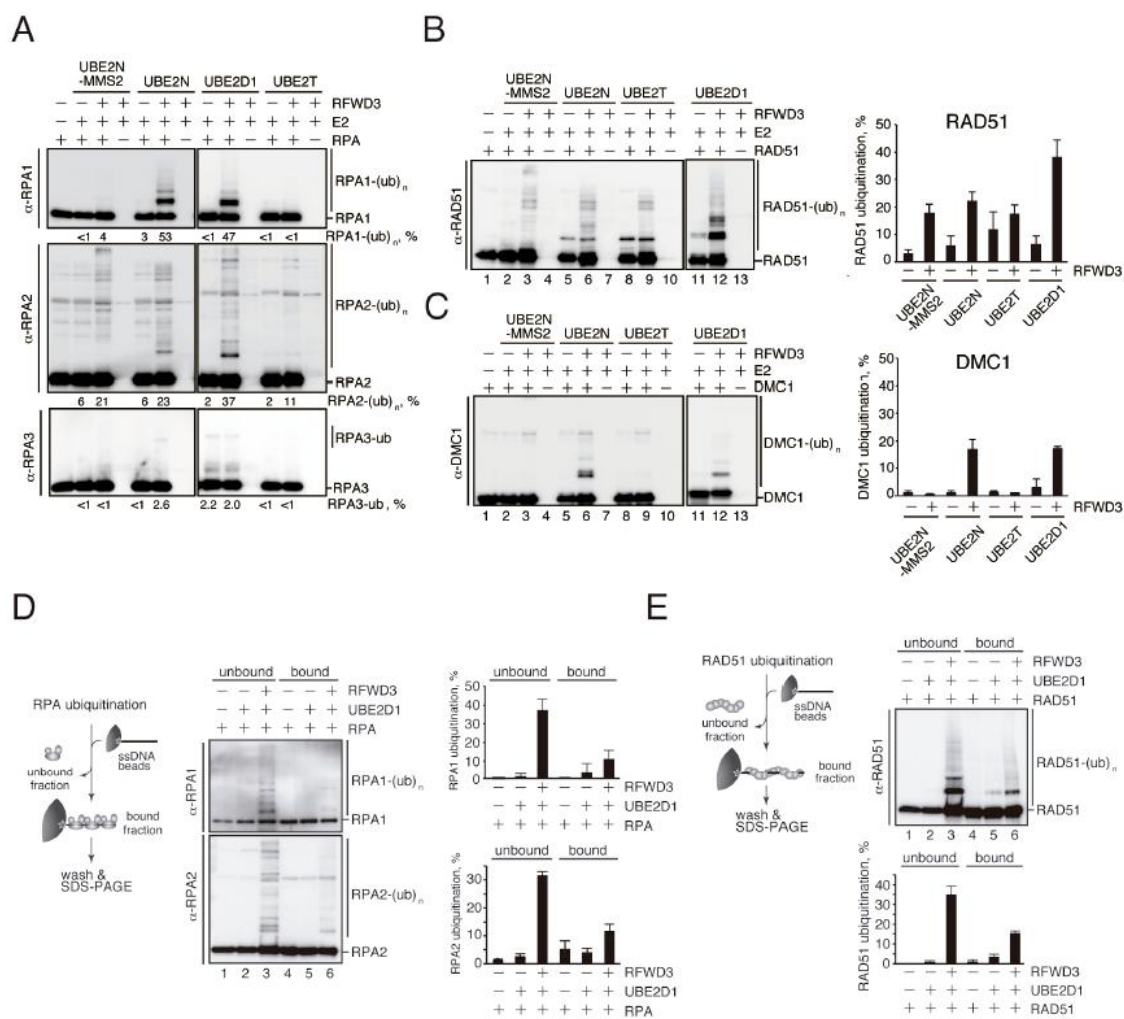 A
UBE2N
-MMS2 UBE2N UBE2D1 UBE2T
– – + + – + + – + + – + + RFWD3
– + + + + + + + + + + + + E2
+ + + – + + – + + – + + – RPA
α-RPA1
RPA1-(ub)n
RPA1
<1 4 3 53 <1 47 <1 <1 RPA1-(ub)n, %
α-RPA2
RPA2-(ub)n
RPA2
6 21 6 23 2 37 2 11 RPA2-(ub)n, %
α-RPA3
RPA3-ub
RPA3
<1 <1 <1 2.6 2.2 2.0 <1 <1 RPA3-ub, %
B
UBE2N
-MMS2 UBE2N UBE2T UBE2D1
– – + + – + + – + + – + + RFWD3
– + + + + + + + + + + + + E2
+ + + – + + – + + – + + – RAD51
α-RAD51
RAD51-(ub)n
RAD51
1 2 3 4 5 6 7 8 9 10 11 12 13
RAD51
RAD51 ubiquitination, %
50
40
30
20
10
0
– + – + – + – + RFWD3
UBE2N
-MMS2
UBE2N
UBE2T
UBE2D1
C
UBE2N
-MMS2 UBE2N UBE2T UBE2D1
– – + + – + + – + + – + + RFWD3
– + + + + + + + + + + + + E2
+ + + – + + – + + – + + – DMC1
α-DMC1
DMC1-(ub)n
DMC1
1 2 3 4 5 6 7 8 9 10 11 12 13
DMC1
DMC1 ubiquitination, %
50
40
30
20
10
0
– + – + – + – + RFWD3
UBE2N
-MMS2
UBE2N
UBE2T
UBE2D1
D
RPA ubiquitination
ssDNA
beads
unbound
fraction
bound
fraction
wash &
SDS-PAGE
unbound bound
– – + – – + RFWD3
– + + – + + UBE2D1
+ + + + + + RPA
α-RPA1
RPA1-(ub)n
RPA1
α-RPA2
RPA2-(ub)n
RPA2
1 2 3 4 5 6
unbound bound
RPA1 ubiquitination, %
40
30
20
10
0
– – + – – + RFWD3
– + + – + + UBE2D1
+ + + + + + RPA
unbound bound
RPA2 ubiquitination, %
30
20
10
0
– – + – – + RFWD3
– + + – + + UBE2D1
+ + + + + + RPA
E
RAD51 ubiquitination
ssDNA
beads
unbound
fraction
bound
fraction
wash &
SDS-PAGE
unbound bound
– – + – – + RFWD3
– + + – + + UBE2D1
+ + + + + + RAD51
α-RAD51
RAD51-(ub)n
RAD51
1 2 3 4 5 6
unbound bound
RAD51 ubiquitination, %
40
30
20
10
0
– – + – – + RFWD3
– + + – + + UBE2D1
+ + + + + + RAD51